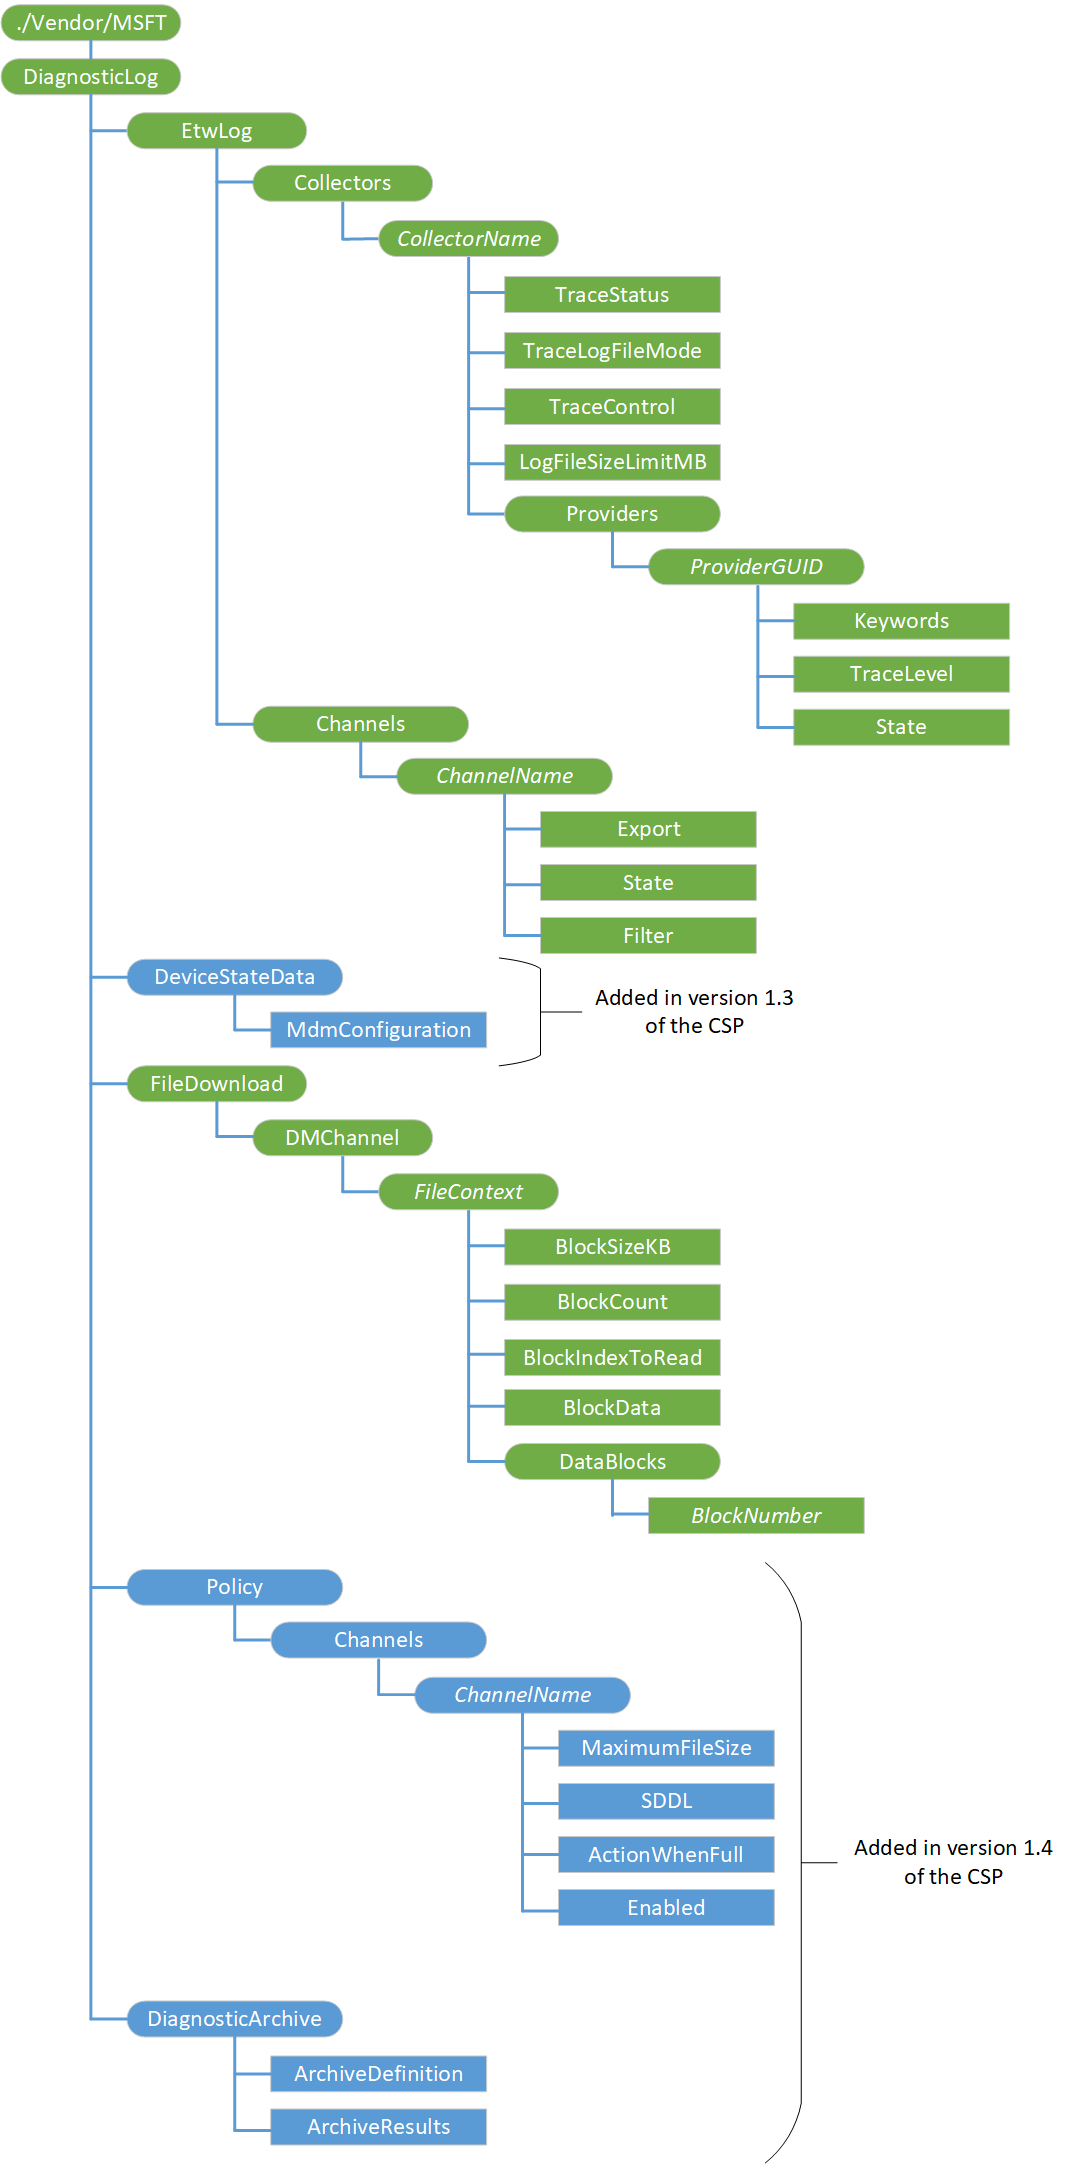 ./Vendor/MSFT
DiagnosticLog
EtwLog
Collectors
CollectorName
TraceStatus
TraceLogFileMode
TraceControl
LogFileSizeLimitMB
Providers
ProviderGUID
Keywords
TraceLevel
State
Channels
ChannelName
Export
State
Filter
DeviceStateData
MdmConfiguration
Added in version 1.3
of the CSP
FileDownload
DMChannel
FileContext
BlockSizeKB
BlockCount
BlockIndexToRead
BlockData
DataBlocks
BlockNumber
Policy
Channels
ChannelName
MaximumFileSize
SDDL
ActionWhenFull
Enabled
Added in version 1.4
of the CSP
DiagnosticArchive
ArchiveDefinition
ArchiveResults